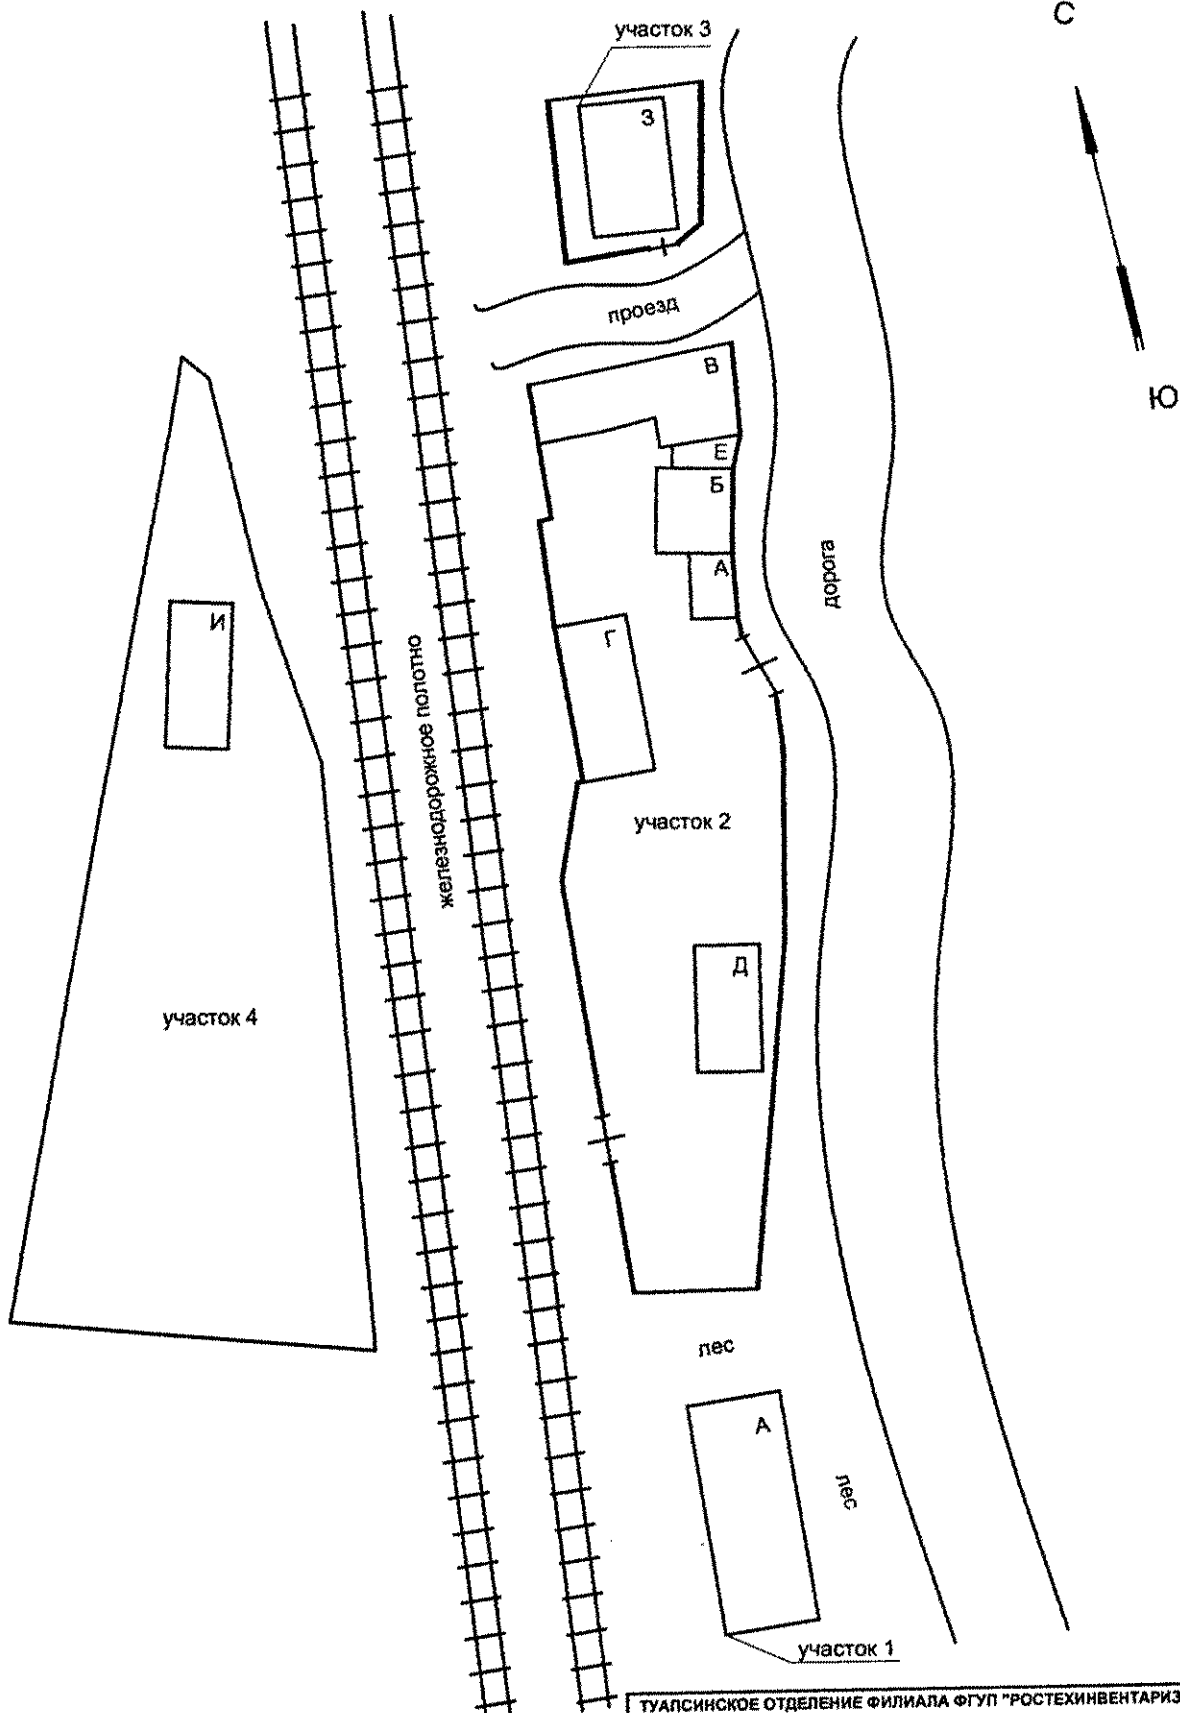 С
участок 3
З
проезд
В
Ю
Е
Б
А
дорога
И
Г
железнодорожное полотно
участок 2
Д
участок 4
лес
А
лес
участок 1
ТУАПСИНСКОЕ ОТДЕЛЕНИЕ ФИЛИАЛА ФГУП "РОСТЕХИНВЕНТАРИЗ